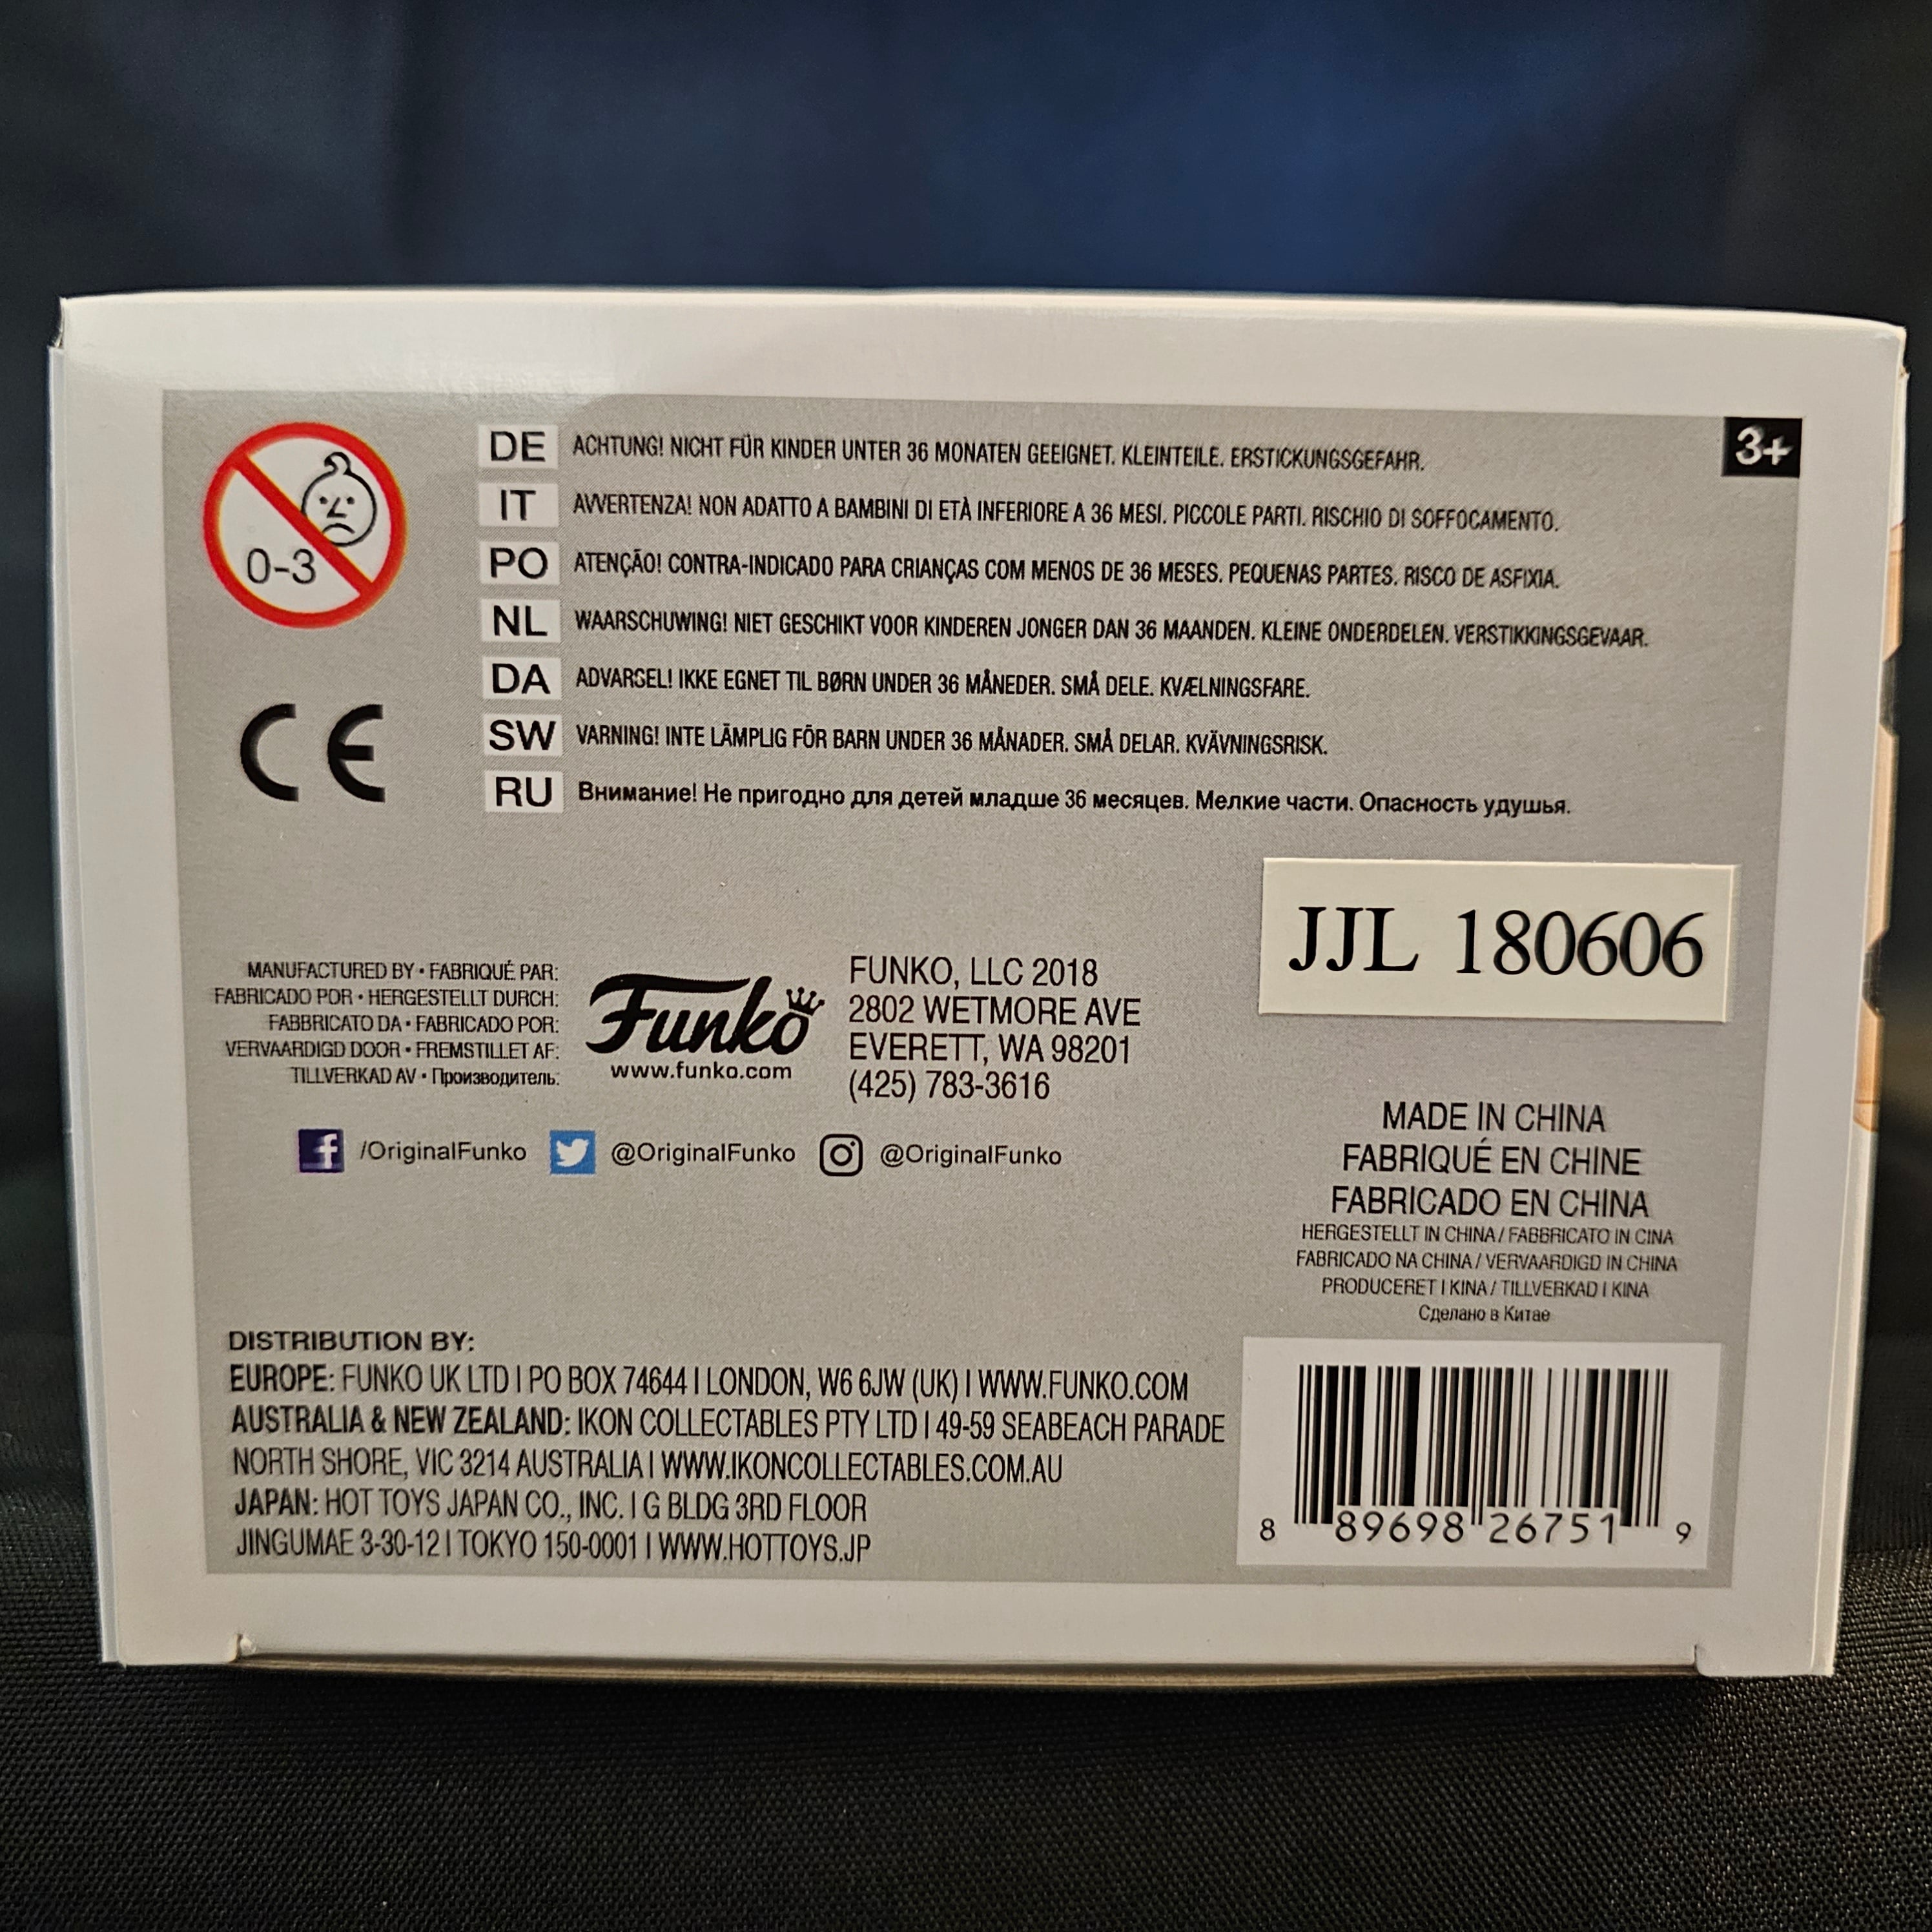 0-3
DE ACHTUNG! NICHT FÜR KINDER UNTER 36 MONATEN GEEIGNET. KLEINTEILE. ERSTICKUNGSGEFAHR.
3+
IT AVVERTENZA! NON ADATTO A BAMBINI DI ETÀ INFERIORE A 36 MESI. PICCOLE PARTI. RISCHIO DI SOFFOCAMENTO.
PO ATENÇÃO! CONTRA-INDICADO PARA CRIANÇAS COM MENOS DE 36 MESES. PEQUENAS PARTES. RISCO DE ASFIXIA.
NL WAARSCHUWING! NIET GESCHIKT VOOR KINDEREN JONGER DAN 36 MAANDEN. KLEINE ONDERDELEN. VERSTIKKINGSGEVAAR.
DA ADVARSEL! IKKE EGNET TIL BØRN UNDER 36 MÅNEDER. SMÅ DELE. KVÆLNINGSFARE.
SW VARNING! INTE LÄMPLIG FÖR BARN UNDER 36 MÅNADER. SMÅ DELAR. KVÄVNINGSRISK.
RU Внимание! Не пригодно для детей младше 36 месяцев. Мелкие части. Опасность удушья.
CE
JJL 180606
MANUFACTURED BY • FABRIQUÉ PAR:
FABRICADO POR • HERGESTELLT DURCH:
FABBRICATO DA • FABRICADO POR:
VERVAARDIGD DOOR • FREMSTILLET AF:
TILLVERKAD AV • Производитель:
Funko
www.funko.com
FUNKO, LLC 2018
2802 WETMORE AVE
EVERETT, WA 98201
(425) 783-3616
f /OriginalFunko @OriginalFunko @OriginalFunko
MADE IN CHINA
FABRIQUÉ EN CHINE
FABRICADO EN CHINA
HERGESTELLT IN CHINA / FABBRICATO IN CINA
FABRICADO NA CHINA / VERVAARDIGD IN CHINA
PRODUCERET I KINA / TILLVERKAD I KINA
Сделано в Китае
DISTRIBUTION BY:
EUROPE: FUNKO UK LTD | PO BOX 74644 | LONDON, W6 6JW (UK) | WWW.FUNKO.COM
AUSTRALIA & NEW ZEALAND: IKON COLLECTABLES PTY LTD | 49-59 SEABEACH PARADE
NORTH SHORE, VIC 3214 AUSTRALIA | WWW.IKONCOLLECTABLES.COM.AU
JAPAN: HOT TOYS JAPAN CO., INC. | G BLDG 3RD FLOOR
JINGUMAE 3-30-12 | TOKYO 150-0001 | WWW.HOTTOYS.JP
8 89698 26751 9